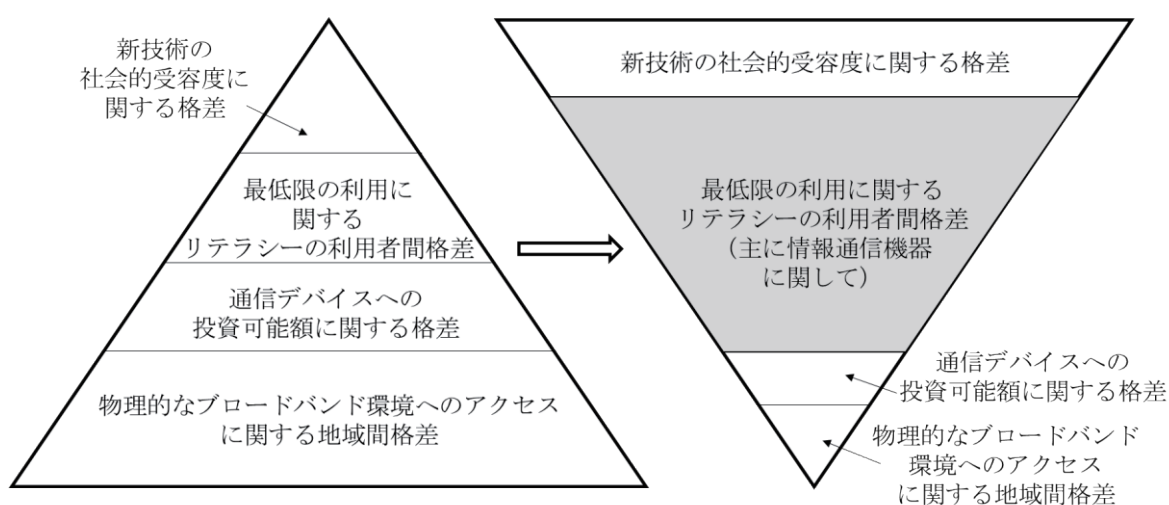 新技術の
社会的受容度に
関する格差
最低限の利用に
関する
リテラシーの利用者間格差
通信デバイスへの
投資可能額に関する格差
物理的なブロードバンド環境へのアクセス
に関する地域間格差
新技術の社会的受容度に関する格差
最低限の利用に関する
リテラシーの利用者間格差
（主に情報通信機器
に関して）
通信デバイスへの
投資可能額に関する格差
物理的なブロードバンド
環境へのアクセス
に関する地域間格差